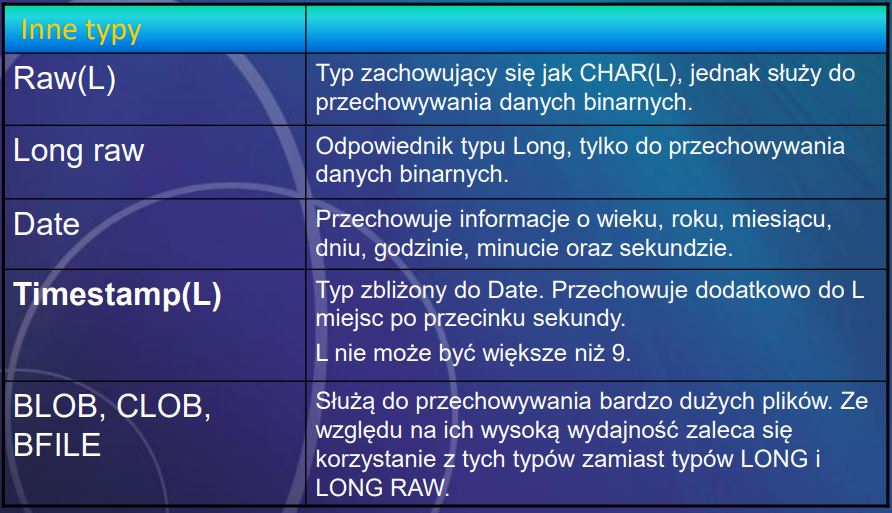 Inne typy
Raw(L)
Typ zachowujący się jak CHAR(L), jednak służy do
przechowywania danych binarnych.
Long raw
Odpowiednik typu Long, tylko do przechowywania
danych binarnych.
Date
Przechowuje informacje o wieku, roku, miesiącu,
dniu, godzinie, minucie oraz sekundzie.
Timestamp(L)
Typ zbliżony do Date. Przechowuje dodatkowo do L
miejsc po przecinku sekundy.
L nie może być większe niż 9.
BLOB, CLOB,
BFILE
Służą do przechowywania bardzo dużych plików. Ze
względu na ich wysoką wydajność zaleca się
korzystanie z tych typów zamiast typów LONG i
LONG RAW.